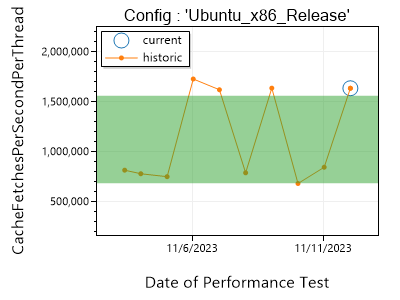 Config : 'Ubuntu_x86_Release'
CacheFetchesPerSecondPerThread
2,000,000
1,500,000
1,000,000
500,000
current
historic
11/6/2023
11/11/2023
Date of Performance Test